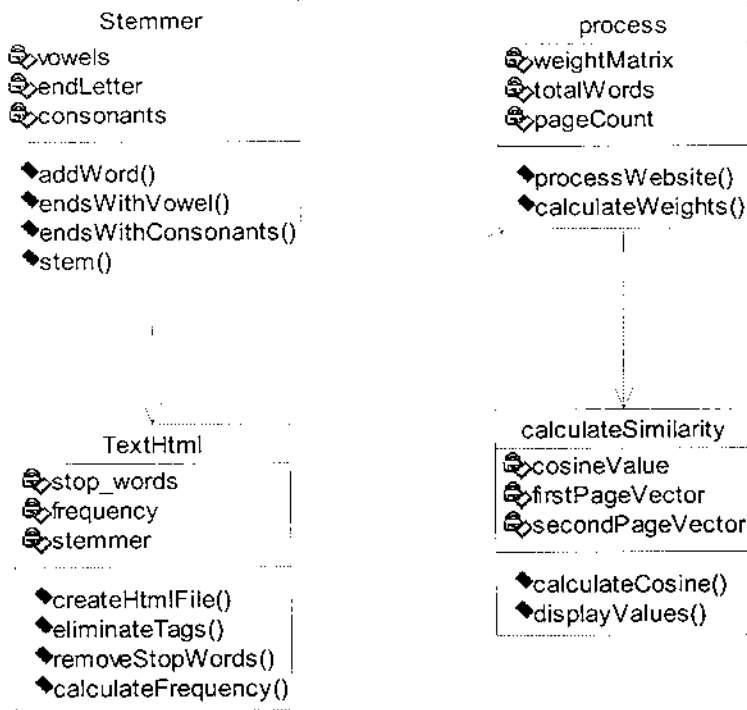 Stemmer
vowels
endLetter
consonants
addWord()
endsWithVowel()
endsWithConsonants()
stem()
process
weightMatrix
totalWords
pageCount
processWebsite()
calculateWeights()
TextHtml
stop_words
frequency
stemmer
createHtmlFile()
eliminateTags()
removeStopWords()
calculateFrequency()
calculateSimilarity
cosineValue
firstPageVector
secondPageVector
calculateCosine()
displayValues()